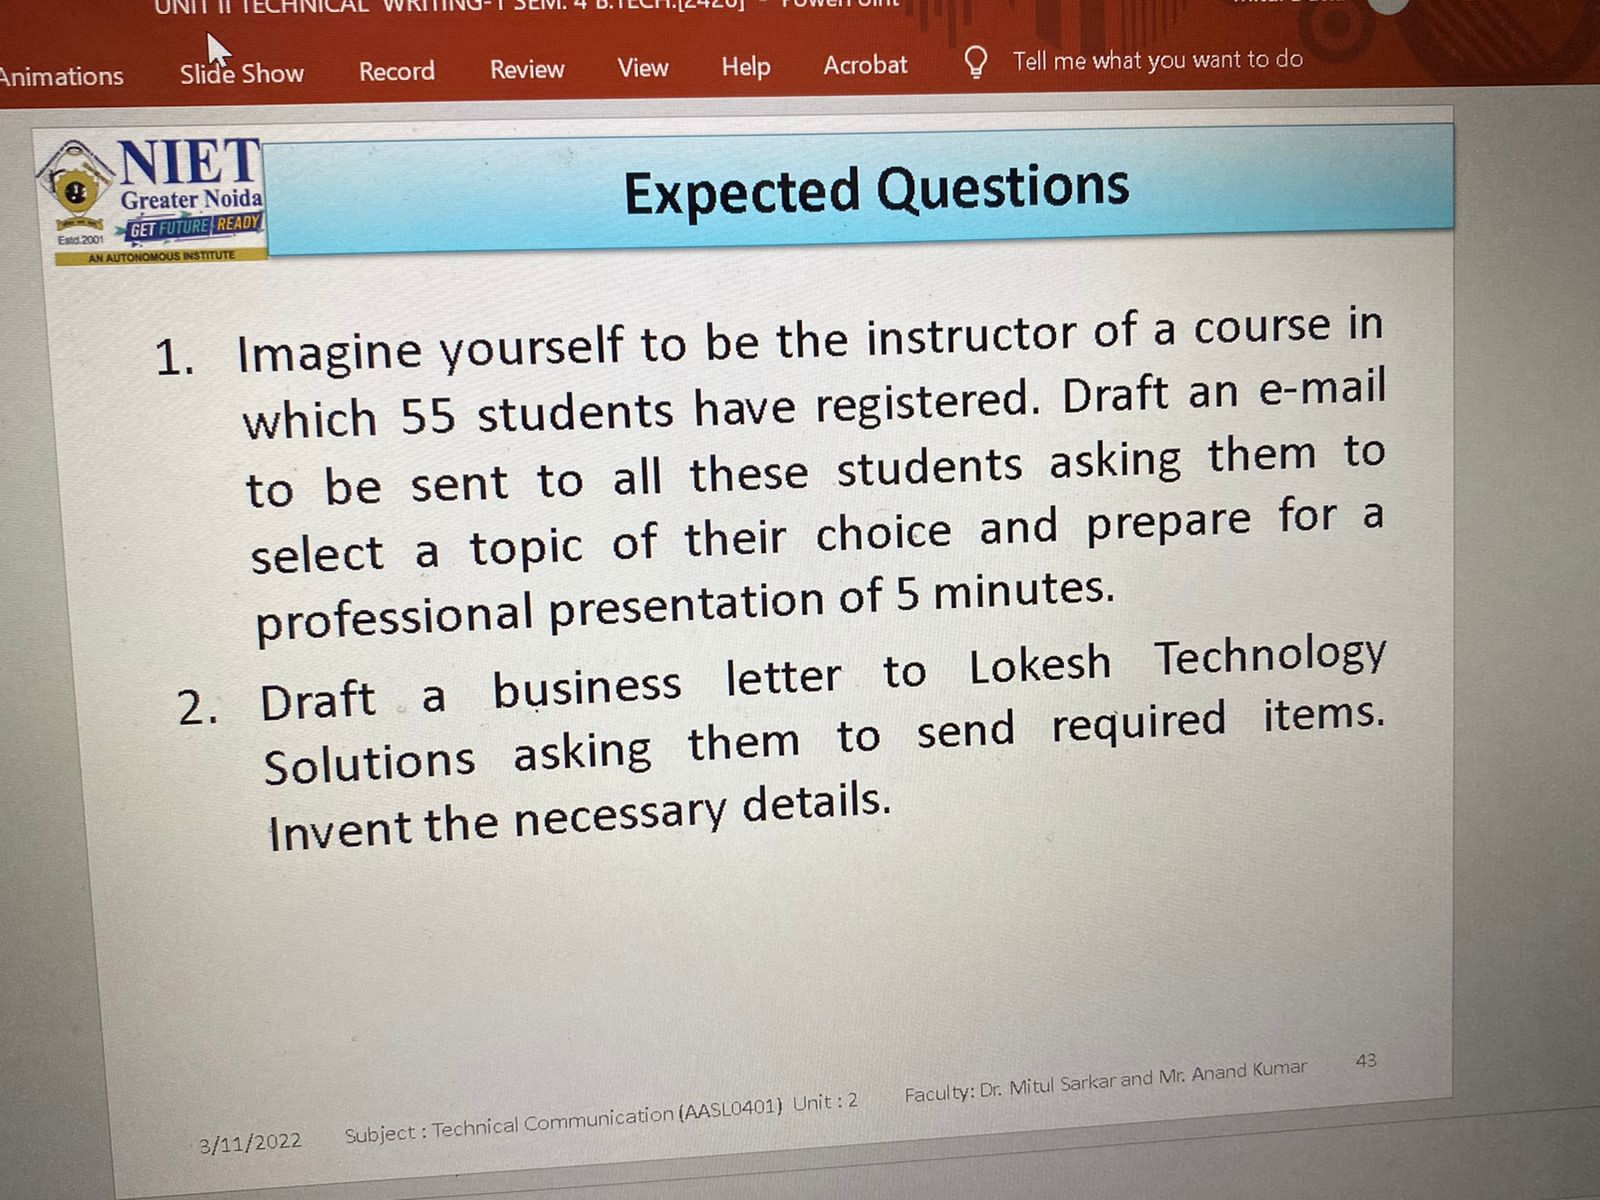 UNIT II TECHNICAL WRITING-1 SEM. 4 B.TECH.[2426] - PowerPoint
Animations Slide Show Record Review View Help Acrobat Tell me what you want to do
NIET
Greater Noida
GET FUTURE READY
Estd.2001
AN AUTONOMOUS INSTITUTE
Expected Questions
1. Imagine yourself to be the instructor of a course in
which 55 students have registered. Draft an e-mail
to be sent to all these students asking them to
select a topic of their choice and prepare for a
professional presentation of 5 minutes.
2. Draft a business letter to Lokesh Technology
Solutions asking them to send required items.
Invent the necessary details.
3/11/2022 Subject : Technical Communication (AASL0401) Unit : 2 Faculty: Dr. Mitul Sarkar and Mr. Anand Kumar 43